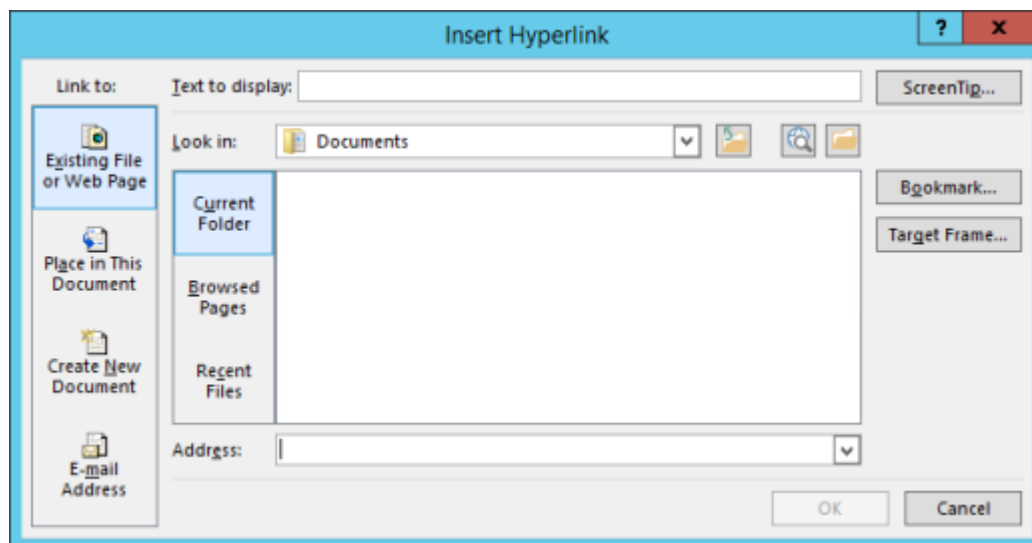 Insert Hyperlink
?
x
Link to:
Text to display:
ScreenTip...
Existing File
or Web Page
Look in:
Documents
Current
Folder
Bookmark...
Target Frame...
Place in This
Document
Browsed
Pages
Create New
Document
Recent
Files
E-mail
Address
Address:
OK
Cancel